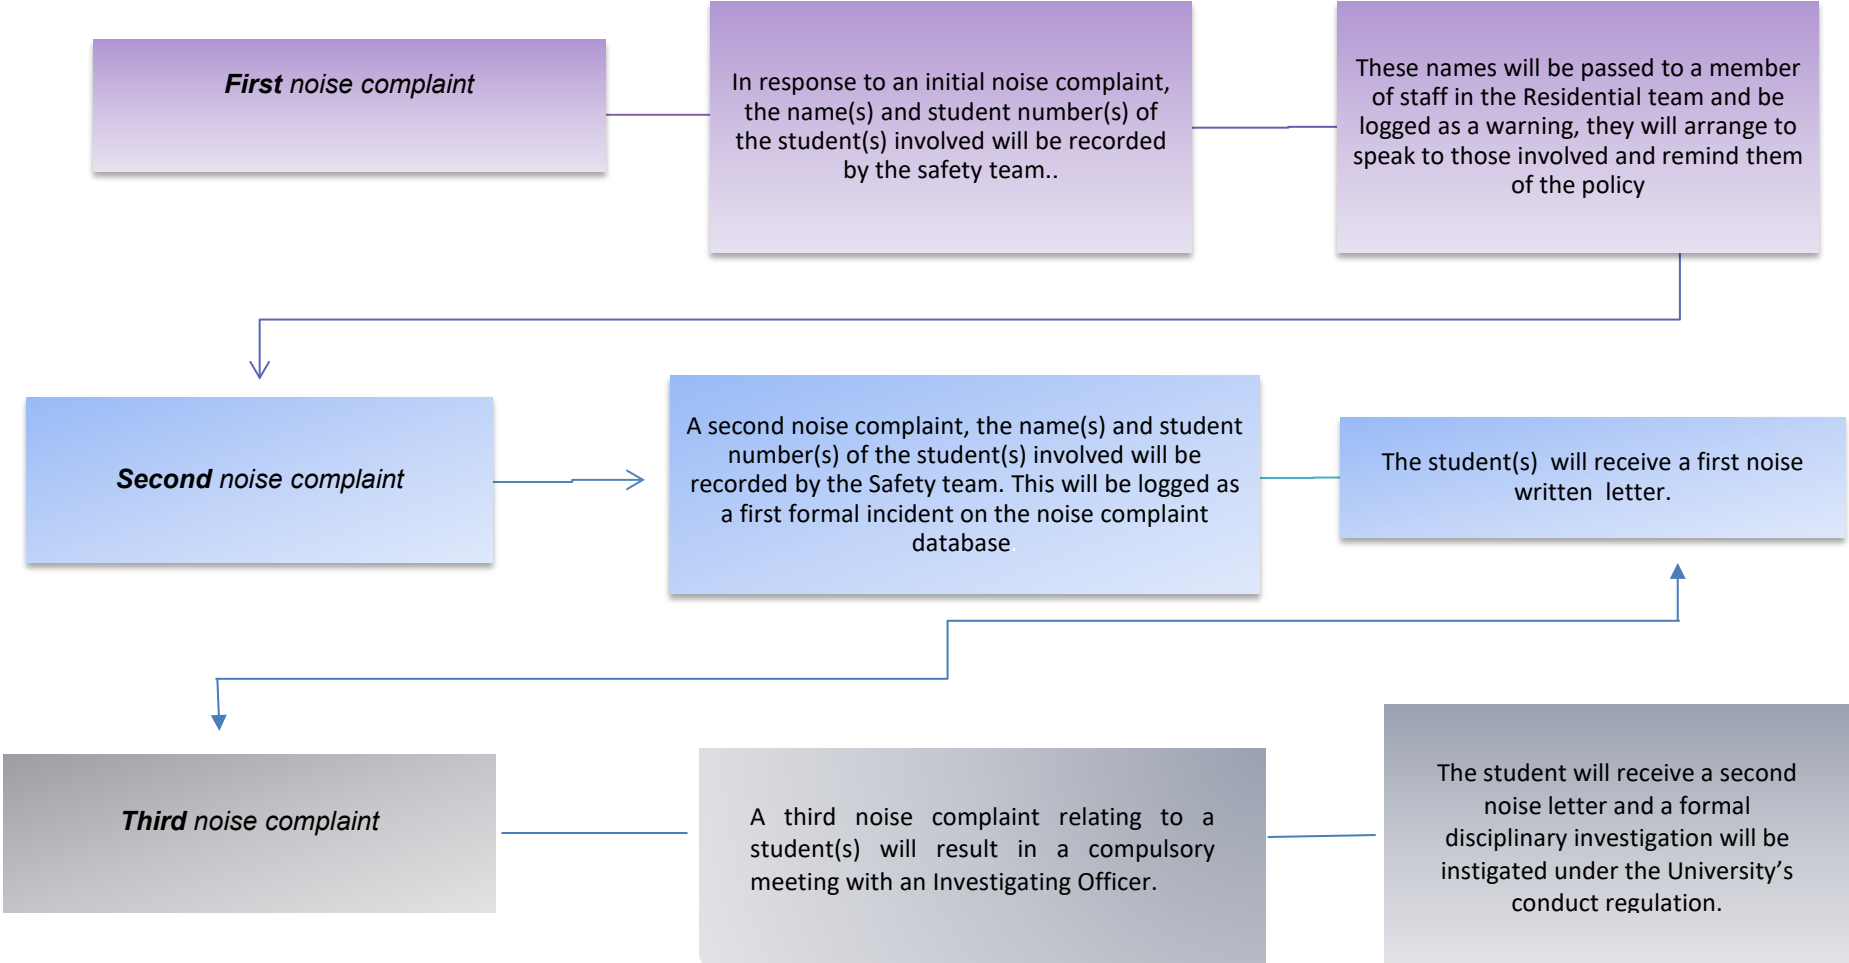 First noise complaint
In response to an initial noise complaint,
the name(s) and student number(s) of
the student(s) involved will be recorded
by the safety team..
These names will be passed to a member
of staff in the Residential team and be
logged as a warning, they will arrange to
speak to those involved and remind them
of the policy
Second noise complaint
A second noise complaint, the name(s) and student
number(s) of the student(s) involved will be
recorded by the Safety team. This will be logged as
a first formal incident on the noise complaint
database.
The student(s) will receive a first noise
written letter.
Third noise complaint
A third noise complaint relating to a
student(s) will result in a compulsory
meeting with an Investigating Officer.
The student will receive a second
noise letter and a formal
disciplinary investigation will be
instigated under the University’s
conduct regulation.